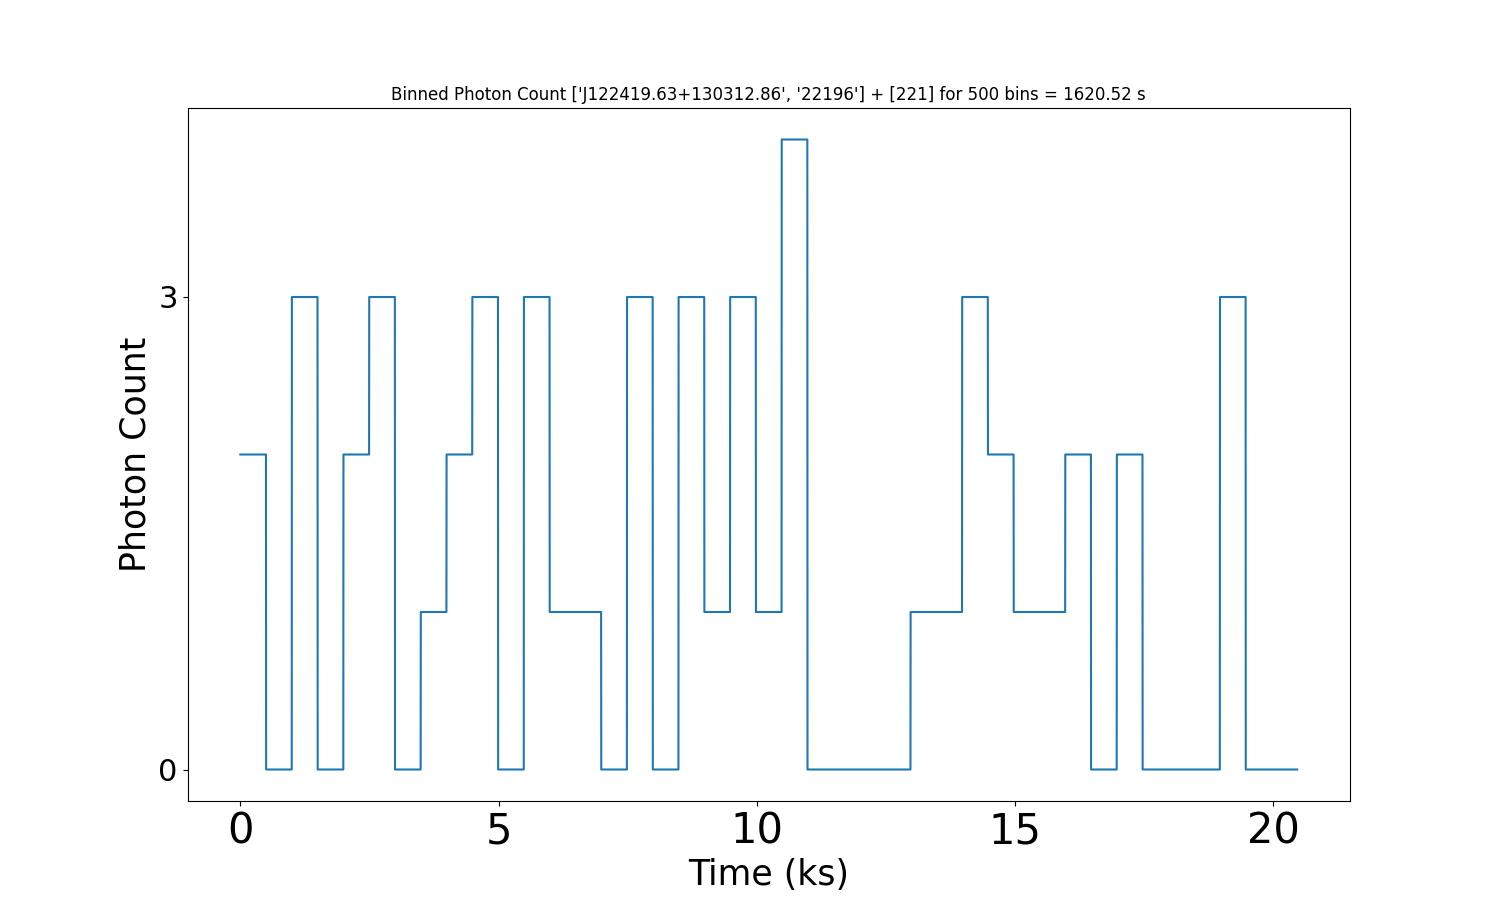 Binned Photon Count ['J122419.63+130312.86', '22196'] + [221] for 500 bins = 1620.52 s
3
Photon Count
0
0 5 10 15 20
Time (ks)